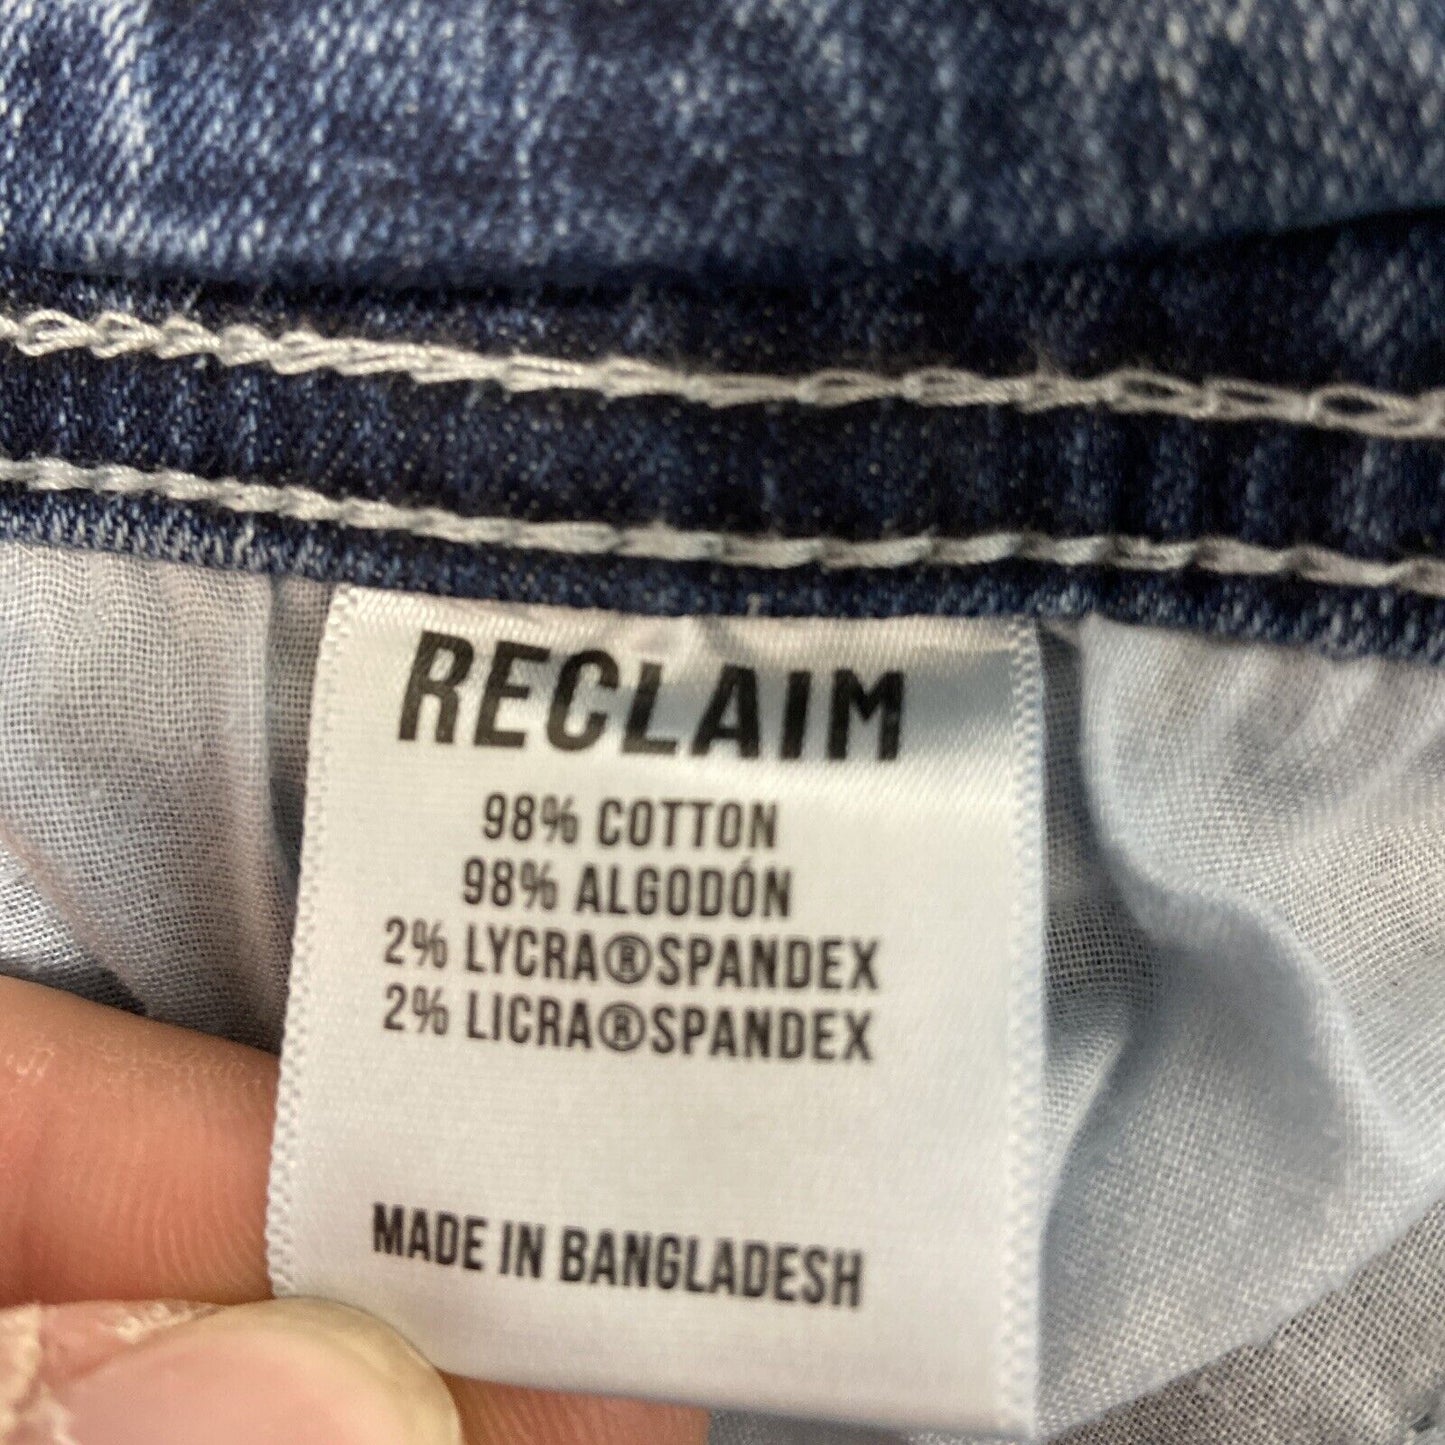 RECLAIM
98% COTTON
98% ALGODÓN
2% LYCRA®SPANDEX
2% LICRA®SPANDEX
MADE IN BANGLADESH